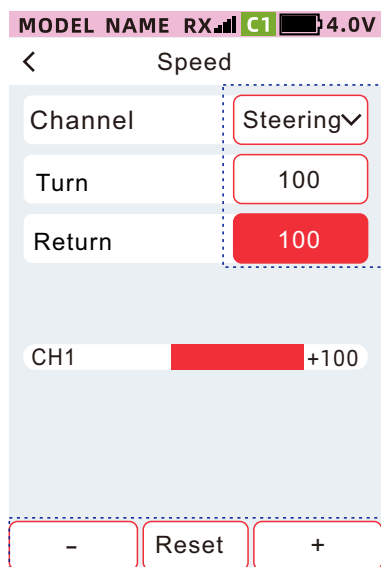 MODEL NAME RX C1 4.0V
< Speed
Channel Steering
Turn 100
Return 100
CH1 +100
- Reset +